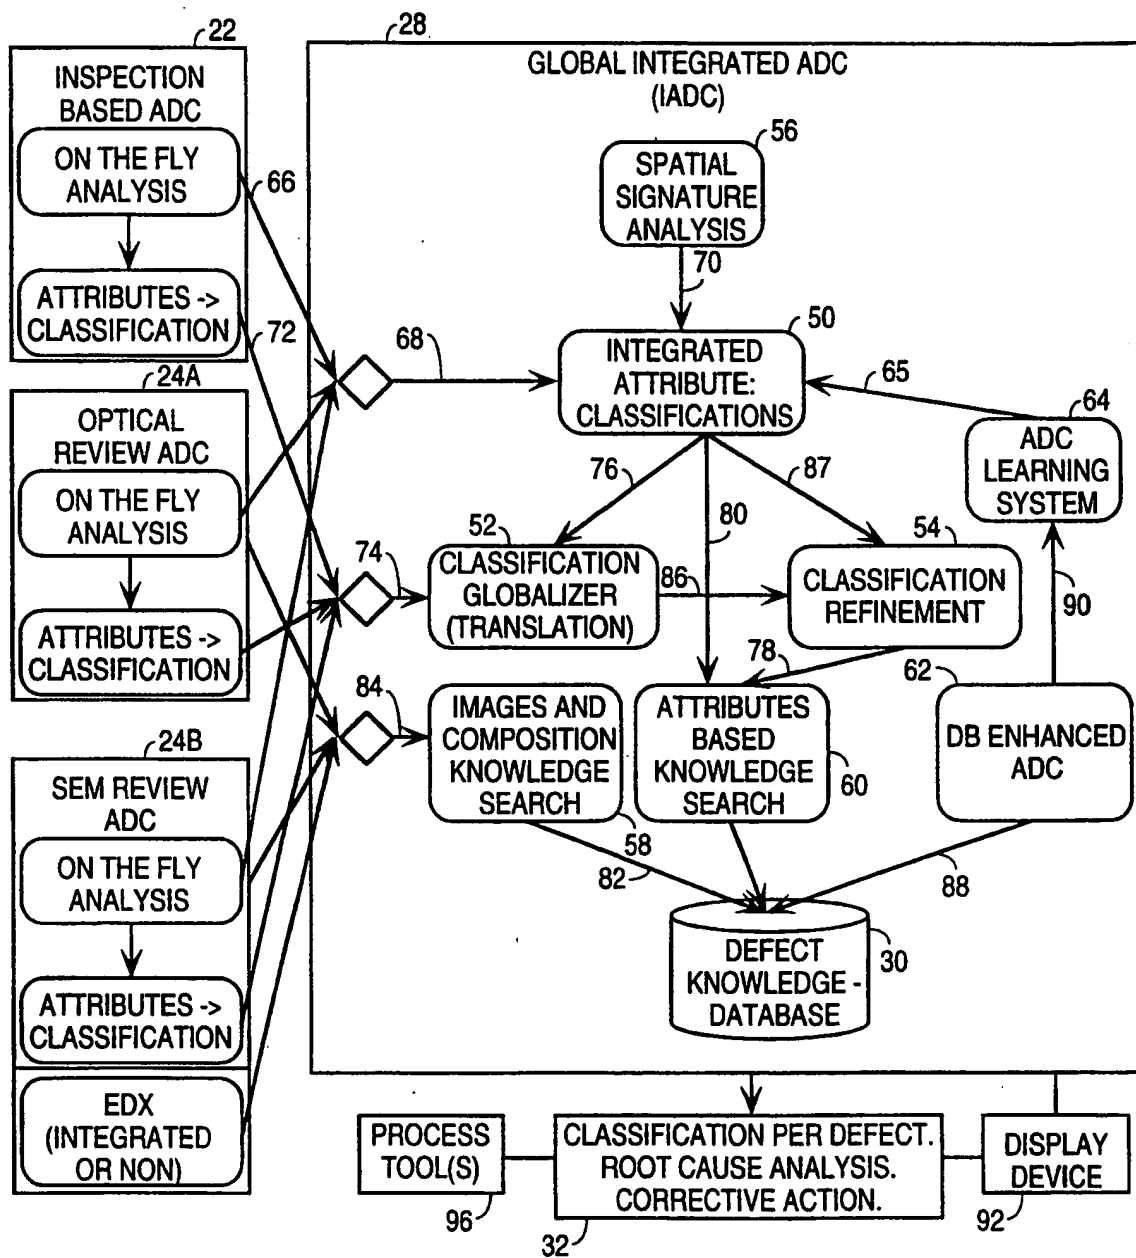 22
INSPECTION
BASED ADC
ON THE FLY
ANALYSIS
ATTRIBUTES ->
CLASSIFICATION
66
72
24A
OPTICAL
REVIEW ADC
ON THE FLY
ANALYSIS
ATTRIBUTES ->
CLASSIFICATION
24B
SEM REVIEW
ADC
ON THE FLY
ANALYSIS
ATTRIBUTES ->
CLASSIFICATION
EDX
(INTEGRATED
OR NON)
28
GLOBAL INTEGRATED ADC
(IADC)
56
SPATIAL
SIGNATURE
ANALYSIS
70
50
68
INTEGRATED
ATTRIBUTE:
CLASSIFICATIONS
65
64
ADC
LEARNING
SYSTEM
76
80
87
52
74
CLASSIFICATION
GLOBALIZER
(TRANSLATION)
86
54
CLASSIFICATION
REFINEMENT
90
78
62
84
IMAGES AND
COMPOSITION
KNOWLEDGE
SEARCH
58
ATTRIBUTES
BASED
KNOWLEDGE
SEARCH
60
DB ENHANCED
ADC
82
88
DEFECT
KNOWLEDGE -
DATABASE
30
PROCESS
TOOL(S)
96
CLASSIFICATION PER DEFECT.
ROOT CAUSE ANALYSIS.
CORRECTIVE ACTION.
32
DISPLAY
DEVICE
92